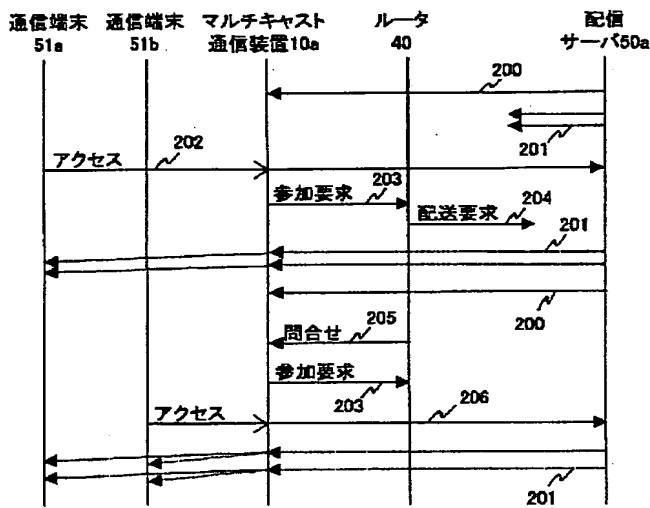 通信端末 通信端末 マルチキャスト ルータ 配信
51a 51b 通信装置10a 40 サーバ50a
200
201
アクセス 202
参加要求 203
配送要求 204
201
200
問合せ 205
参加要求
203
アクセス 206
201